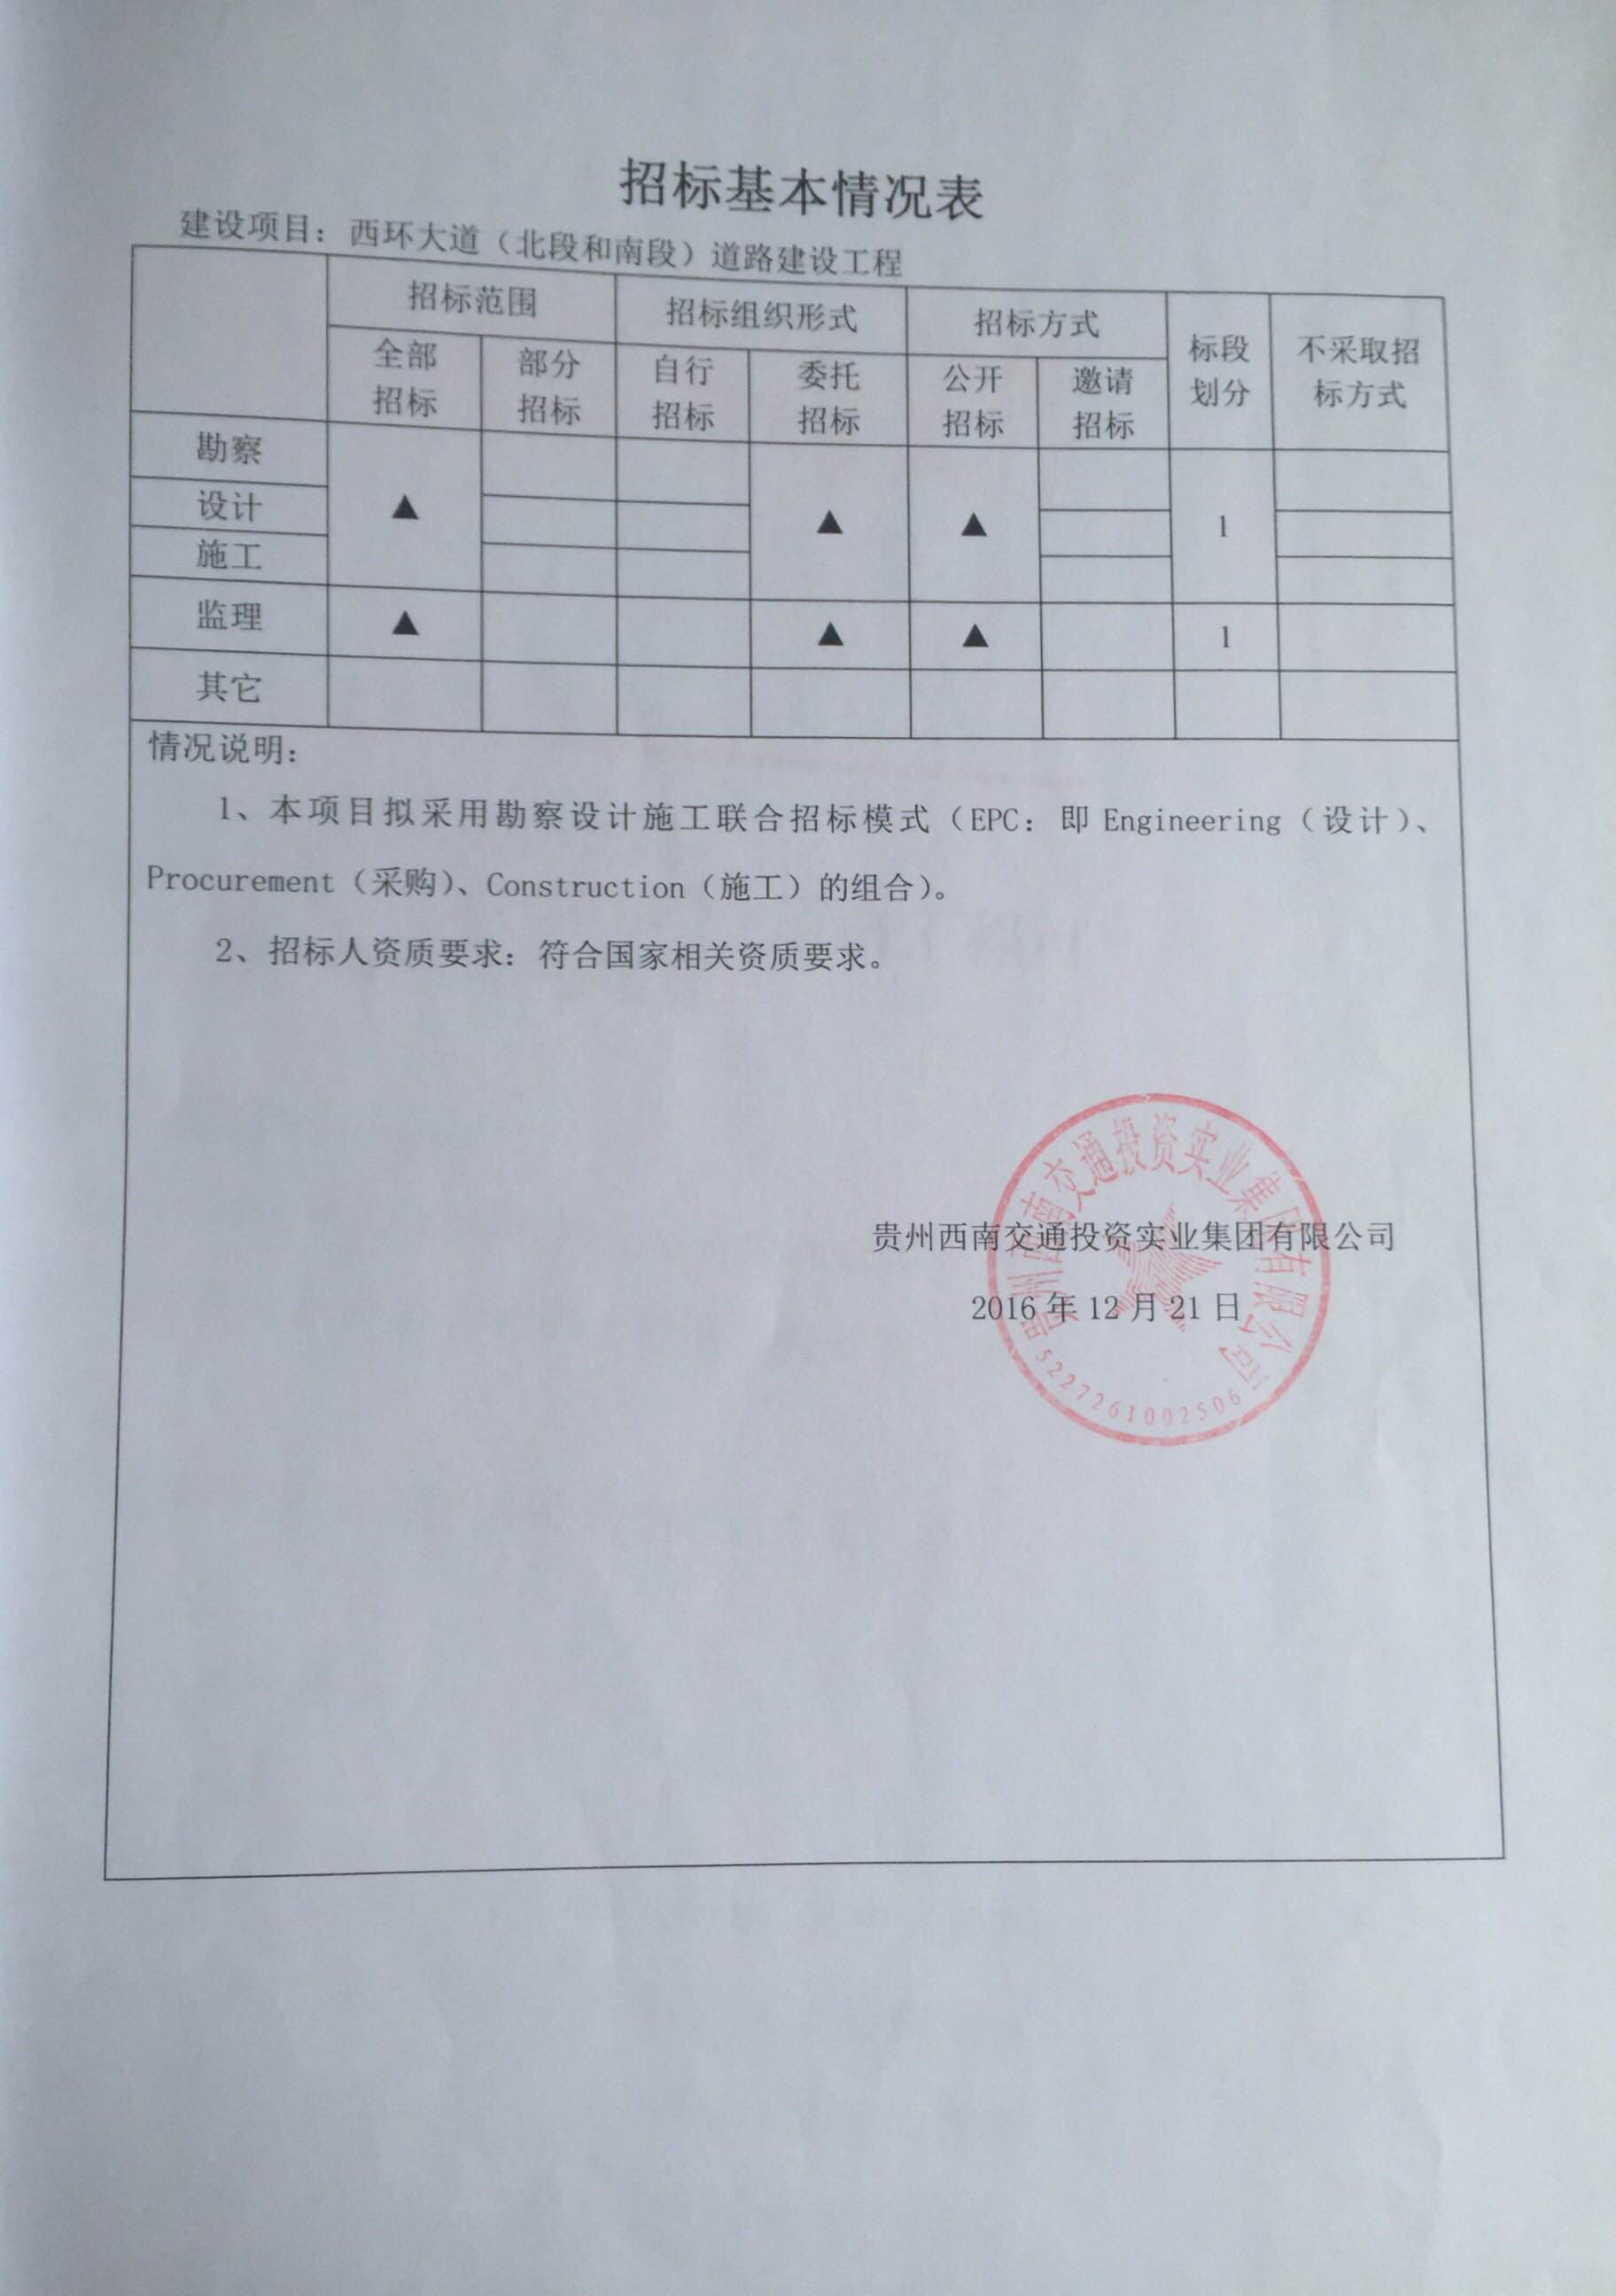 招标基本情况表
建设项目：西环大道（北段和南段）道路建设工程
招标范围 招标组织形式 招标方式 标段划分 不采取招标方式
全部招标 部分招标 自行招标 委托招标 公开招标 邀请招标
勘察
设计 ▲ ▲ ▲ 1
施工
监理 ▲ ▲ ▲ 1
其它
情况说明：
1、本项目拟采用勘察设计施工联合招标模式（EPC：即 Engineering（设计）、
Procurement（采购）、Construction（施工）的组合）。
2、招标人资质要求：符合国家相关资质要求。
贵州西南交通投资实业集团有限公司
2016 年 12 月 21 日
贵州西南交通投资实业集团有限公司
5227261002506